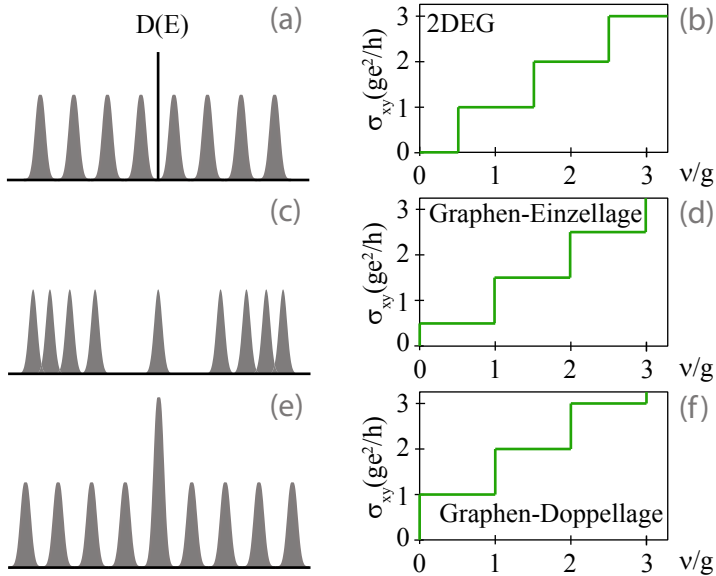 (a)
D(E)
(b)
2DEG
σxy(ge²/h)
3
2
1
0
0 1 2 3 ν/g
(c)
(d)
Graphen-Einzellage
σxy(ge²/h)
3
2
1
0
0 1 2 3 ν/g
(e)
(f)
σxy(ge²/h)
3
2
1
0
Graphen-Doppellage
0 1 2 3 ν/g